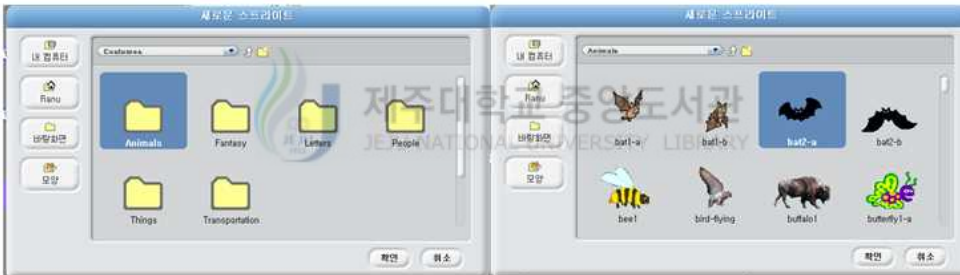 새로운 스프라이트
내 컴퓨터
Costumes
Ranu
바탕화면
모양
Animals
Fantasy
Letters
People
Things
Transportation
확인
취소
새로운 스프라이트
내 컴퓨터
Animals
Ranu
바탕화면
모양
bat1-a
bat1-b
bat2-a
bat2-b
bee1
bird-flying
buffalo1
butterfly1-a
확인
취소
제주대학교 중앙도서관
JEJU NATIONAL UNIVERSITY LIBRARY